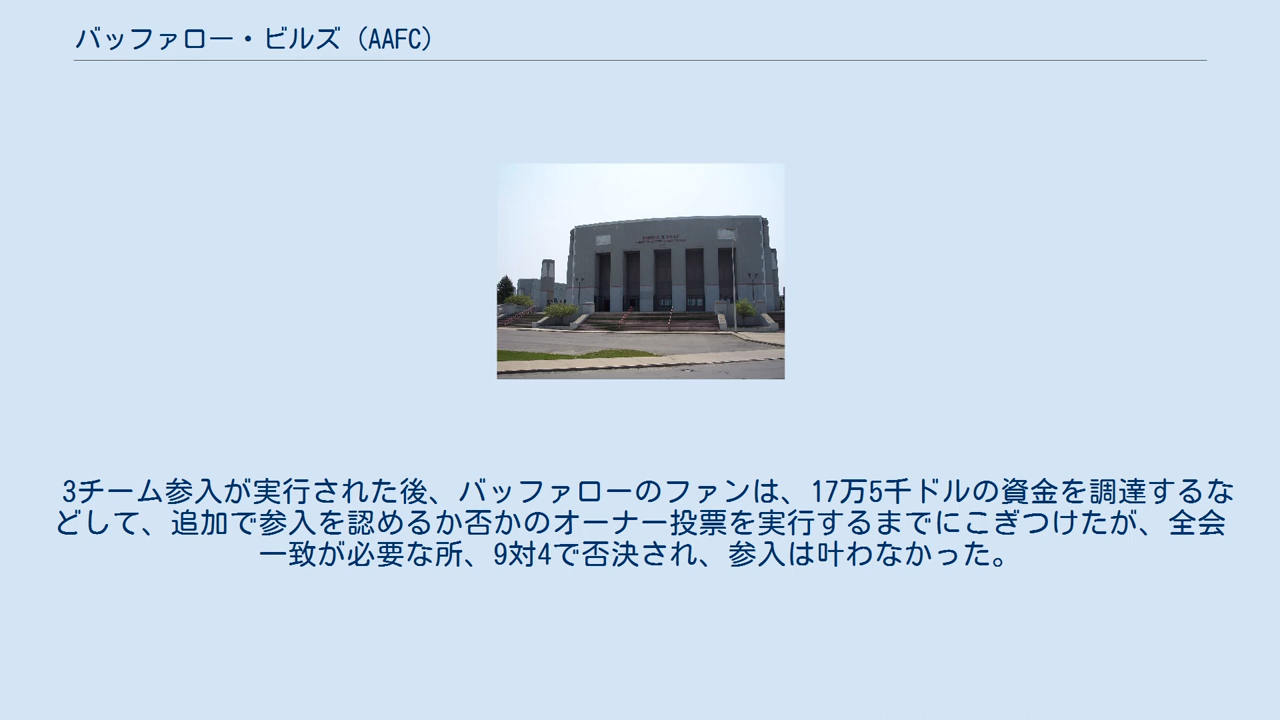 バッファロー・ビルズ (AAFC)
3チーム参入が実行された後、バッファローのファンは、17万5千ドルの資金を調達するな
どして、追加で参入を認めるか否かのオーナー投票を実行するまでにこぎつけたが、全会
一致が必要な所、9対4で否決され、参入は叶わなかった。